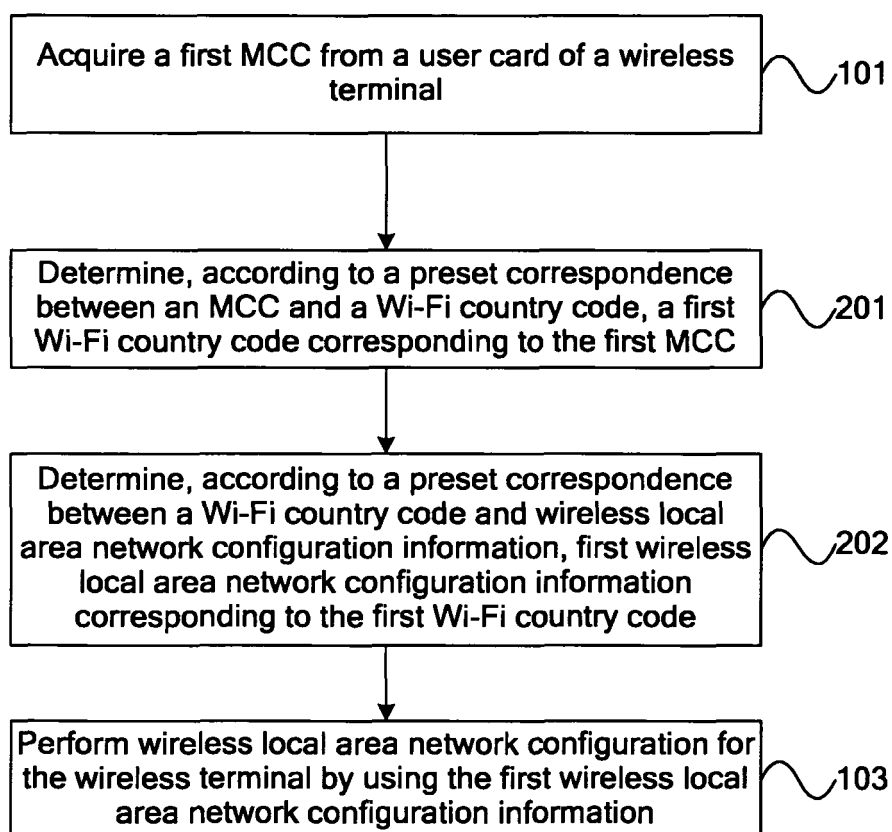 Acquire a first MCC from a user card of a wireless
terminal
101
Determine, according to a preset correspondence
between an MCC and a Wi-Fi country code, a first
Wi-Fi country code corresponding to the first MCC
201
Determine, according to a preset correspondence
between a Wi-Fi country code and wireless local
area network configuration information, first wireless
local area network configuration information
corresponding to the first Wi-Fi country code
202
Perform wireless local area network configuration for
the wireless terminal by using the first wireless local
area network configuration information
103